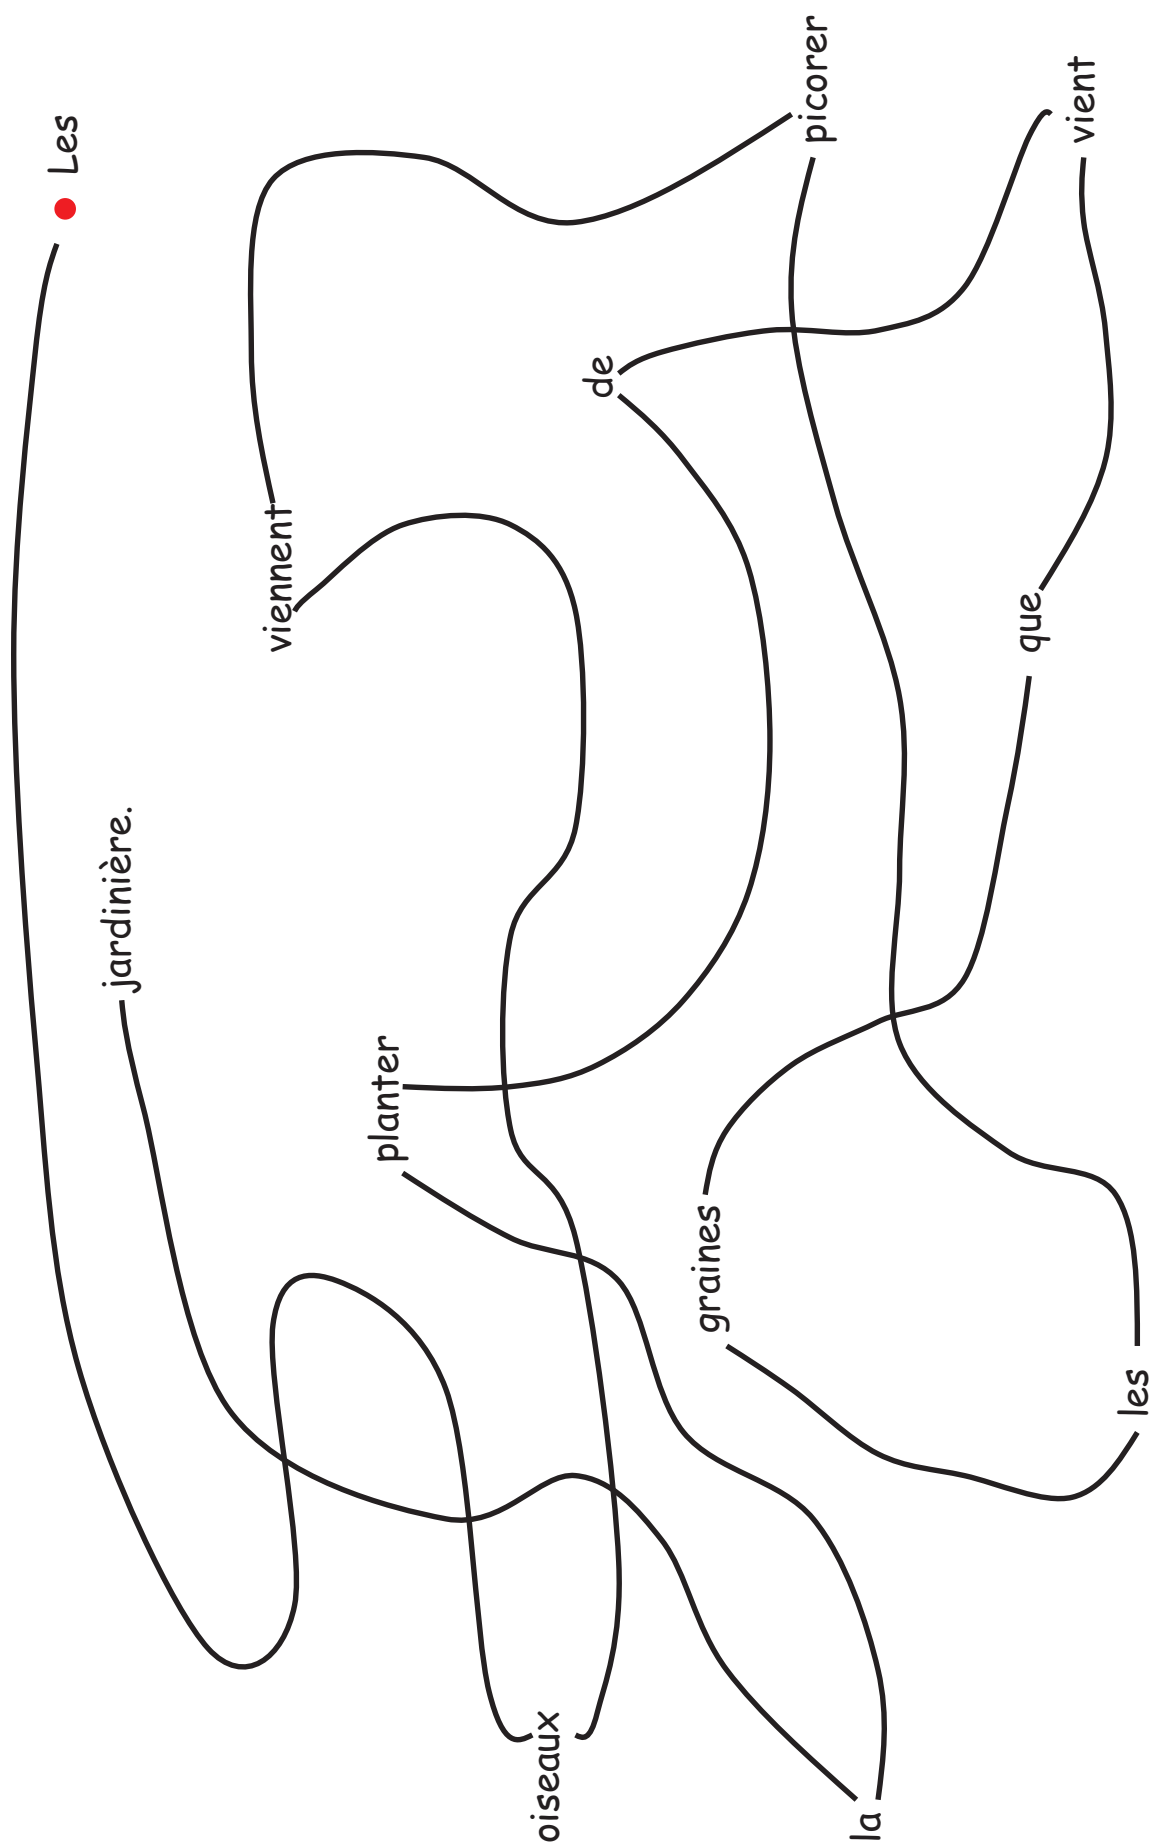 Les
oiseaux
viennent
picorer
les
graines
que
vient
de
planter
la
jardinière.